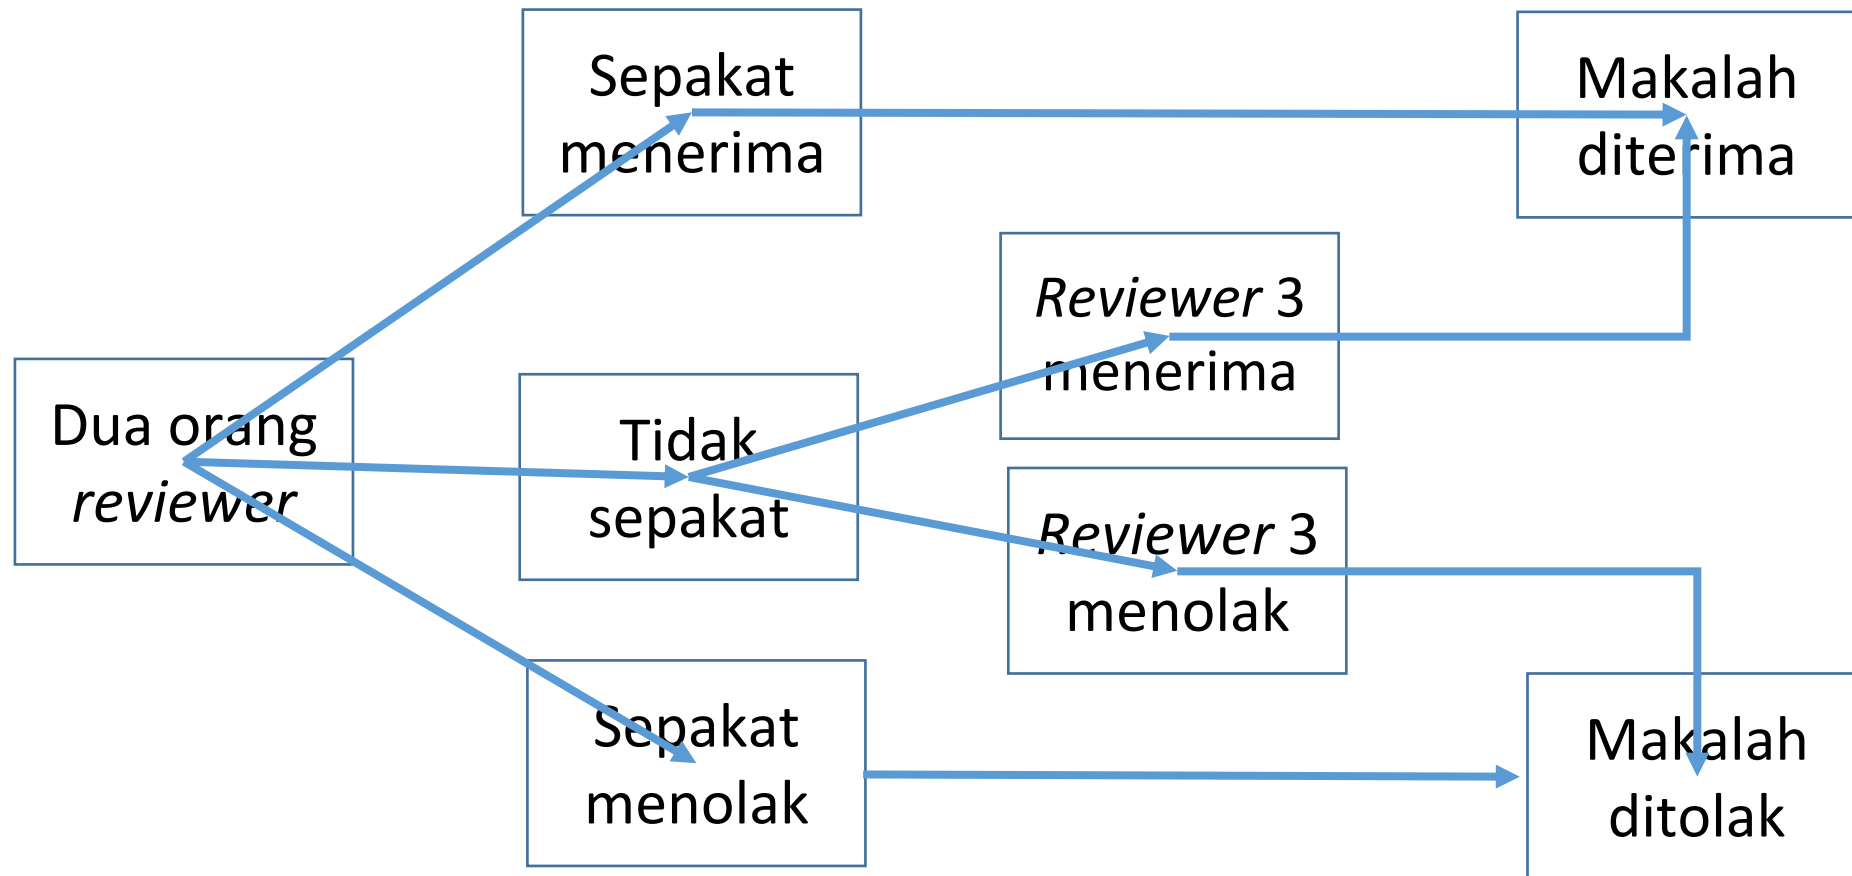 Sepakat
menerima
Makalah
diterima
Reviewer 3
menerima
Dua orang
reviewer
Tidak
sepakat
Reviewer 3
menolak
Sepakat
menolak
Makalah
ditolak